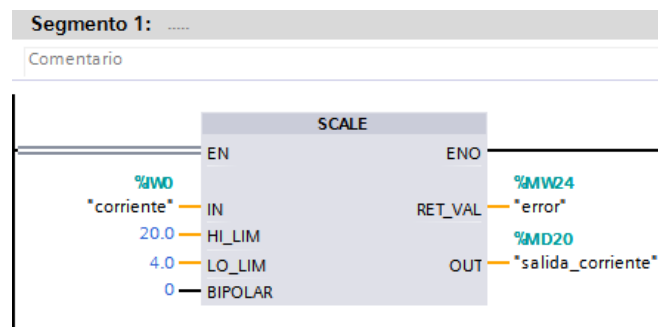 Segmento 1: .....
Comentario
SCALE
EN ENO
%IW0 %MW24
"corriente" IN RET_VAL "error"
20.0 HI_LIM %MD20
4.0 LO_LIM OUT "salida_corriente"
0 BIPOLAR